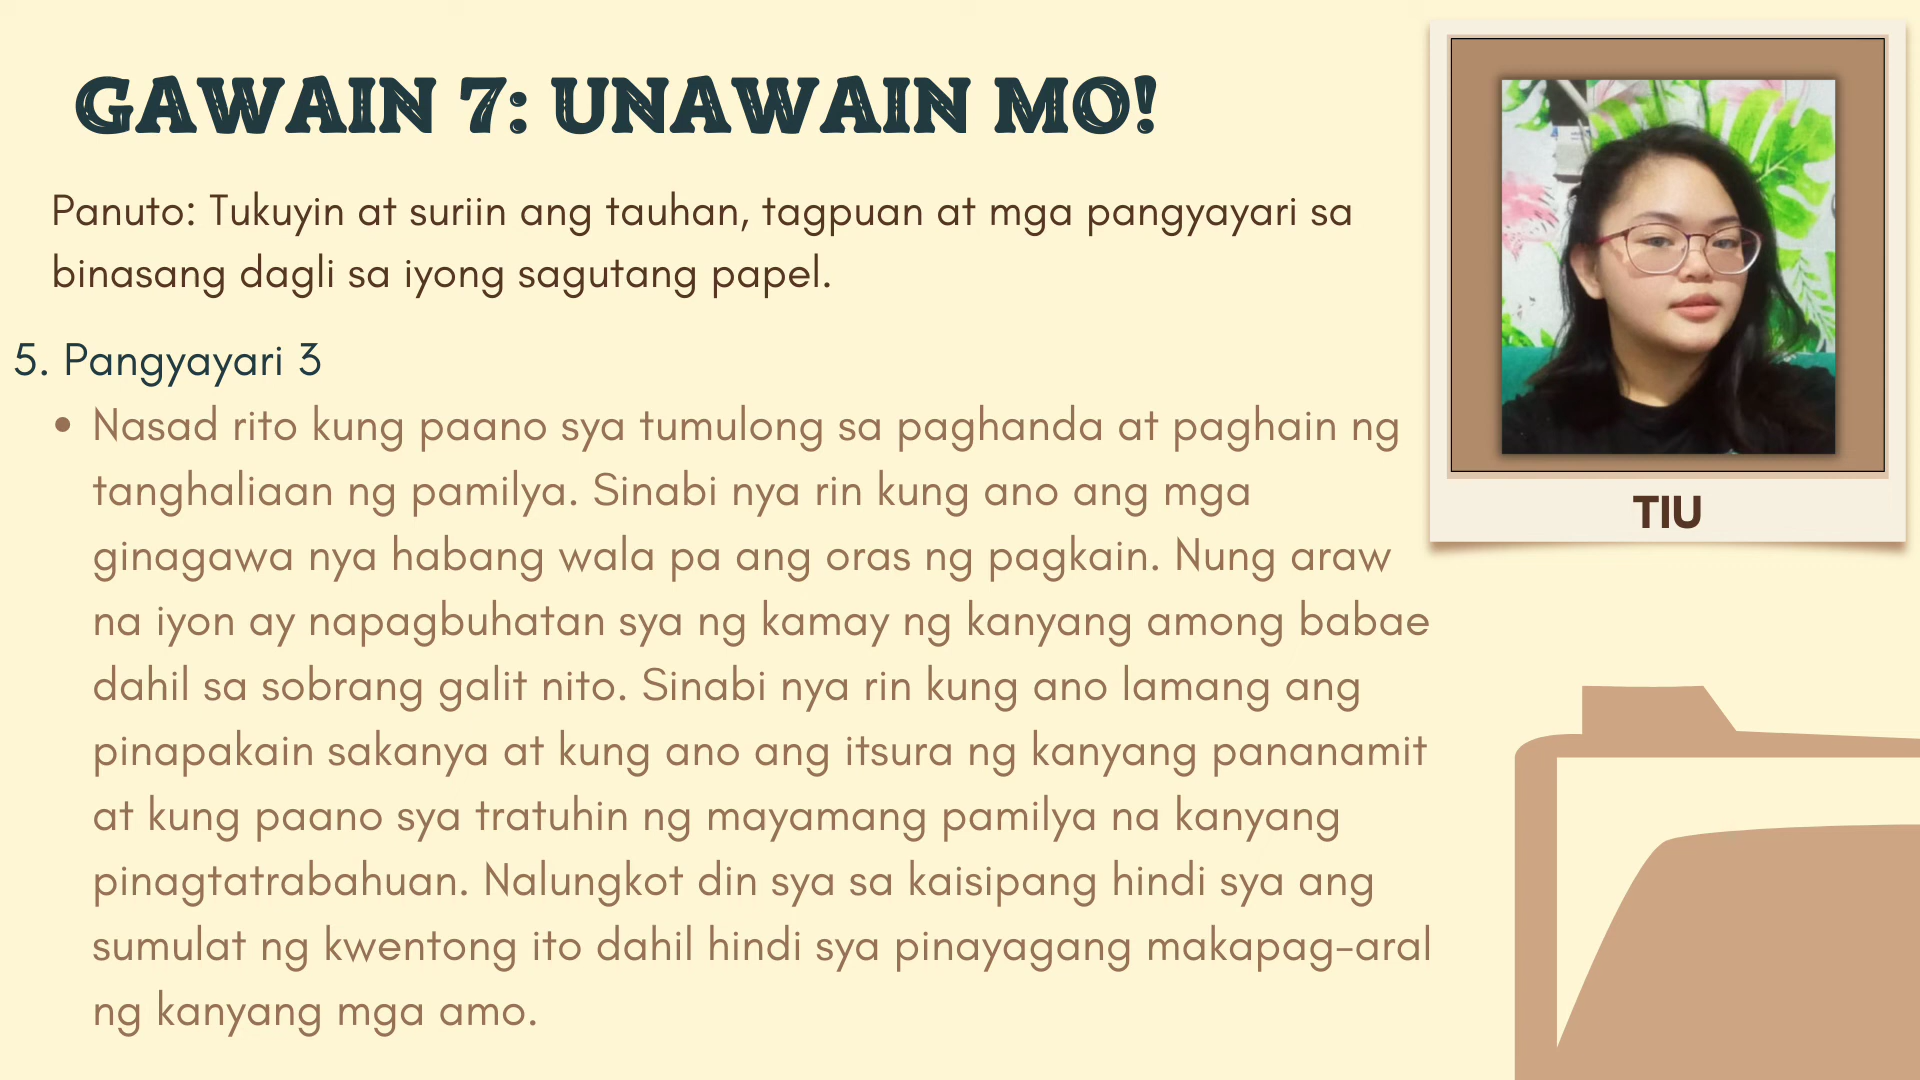 GAWAIN 7: UNAWAIN MO!
Panuto: Tukuyin at suriin ang tauhan, tagpuan at mga pangyayari sa
binasang dagli sa iyong sagutang papel.
5. Pangyayari 3
• Nasad rito kung paano sya tumulong sa paghanda at paghain ng
tanghaliaan ng pamilya. Sinabi nya rin kung ano ang mga
ginagawa nya habang wala pa ang oras ng pagkain. Nung araw
na iyon ay napagbuhatan sya ng kamay ng kanyang among babae
dahil sa sobrang galit nito. Sinabi nya rin kung ano lamang ang
pinapakain sakanya at kung ano ang itsura ng kanyang pananamit
at kung paano sya tratuhin ng mayamang pamilya na kanyang
pinagtatrabahuan. Nalungkot din sya sa kaisipang hindi sya ang
sumulat ng kwentong ito dahil hindi sya pinayagang makapag-aral
ng kanyang mga amo.
TIU